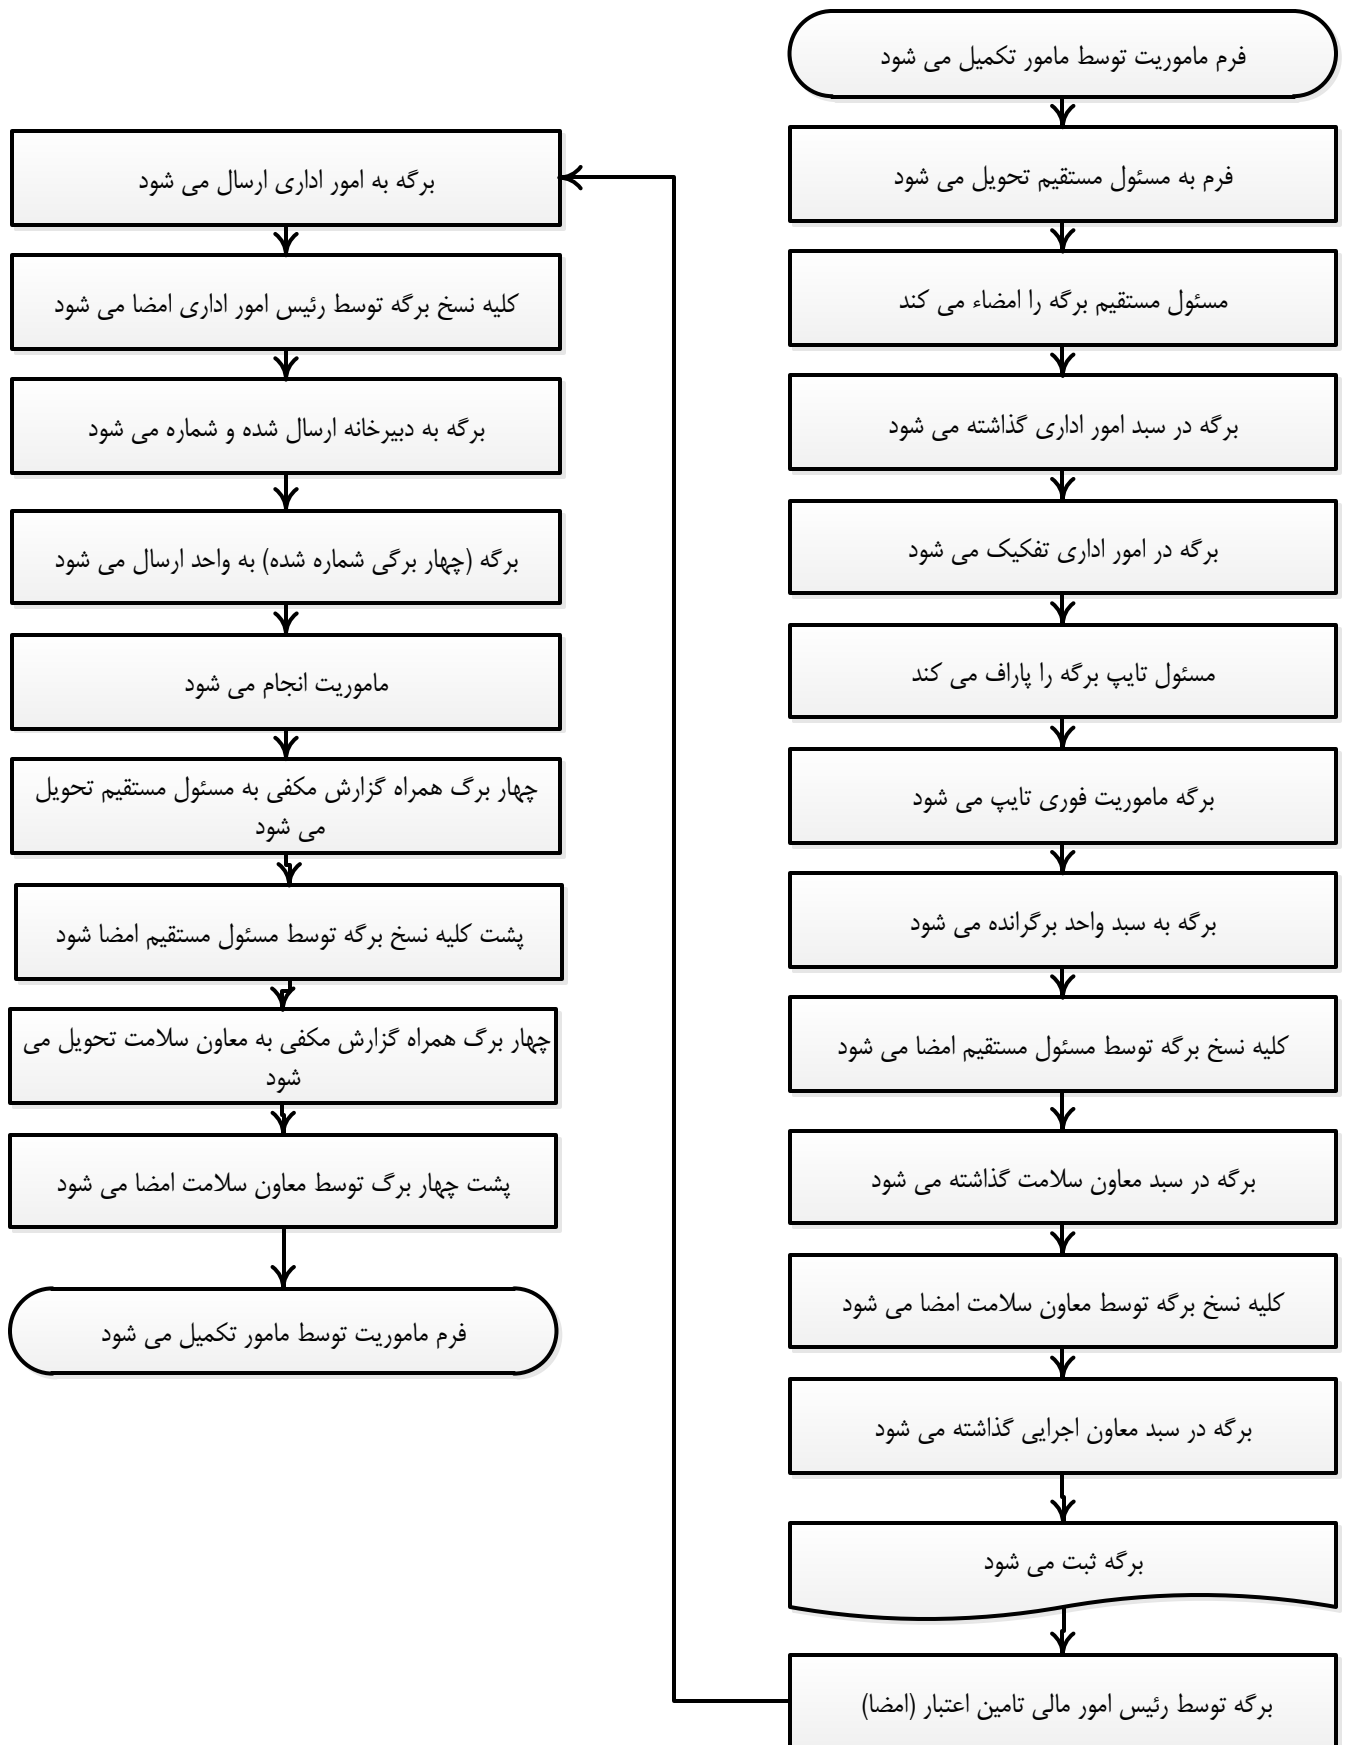 فرم ماموریت توسط مامور تکمیل می شود
فرم به مسئول مستقیم تحویل می شود
مسئول مستقیم برگه را امضاء می کند
برگه در سبد امور اداری گذاشته می شود
برگه در امور اداری تفکیک می شود
مسئول تایپ برگه را پاراف می کند
برگه ماموریت فوری تایپ می شود
برگه به سبد واحد برگرانده می شود
کلیه نسخ برگه توسط مسئول مستقیم امضا می شود
برگه در سبد معاون سلامت گذاشته می شود
کلیه نسخ برگه توسط معاون سلامت امضا می شود
برگه در سبد معاون اجرایی گذاشته می شود
برگه ثبت می شود
برگه توسط رئیس امور مالی تامین اعتبار (امضا)
برگه به امور اداری ارسال می شود
کلیه نسخ برگه توسط رئیس امور اداری امضا می شود
برگه به دبیرخانه ارسال شده و شماره می شود
برگه (چهار برگی شماره شده) به واحد ارسال می شود
ماموریت انجام می شود
چهار برگ همراه گزارش مکفی به مسئول مستقیم تحویل
می شود
پشت کلیه نسخ برگه توسط مسئول مستقیم امضا شود
چهار برگ همراه گزارش مکفی به معاون سلامت تحویل می
شود
پشت چهار برگ توسط معاون سلامت امضا می شود
فرم ماموریت توسط مامور تکمیل می شود